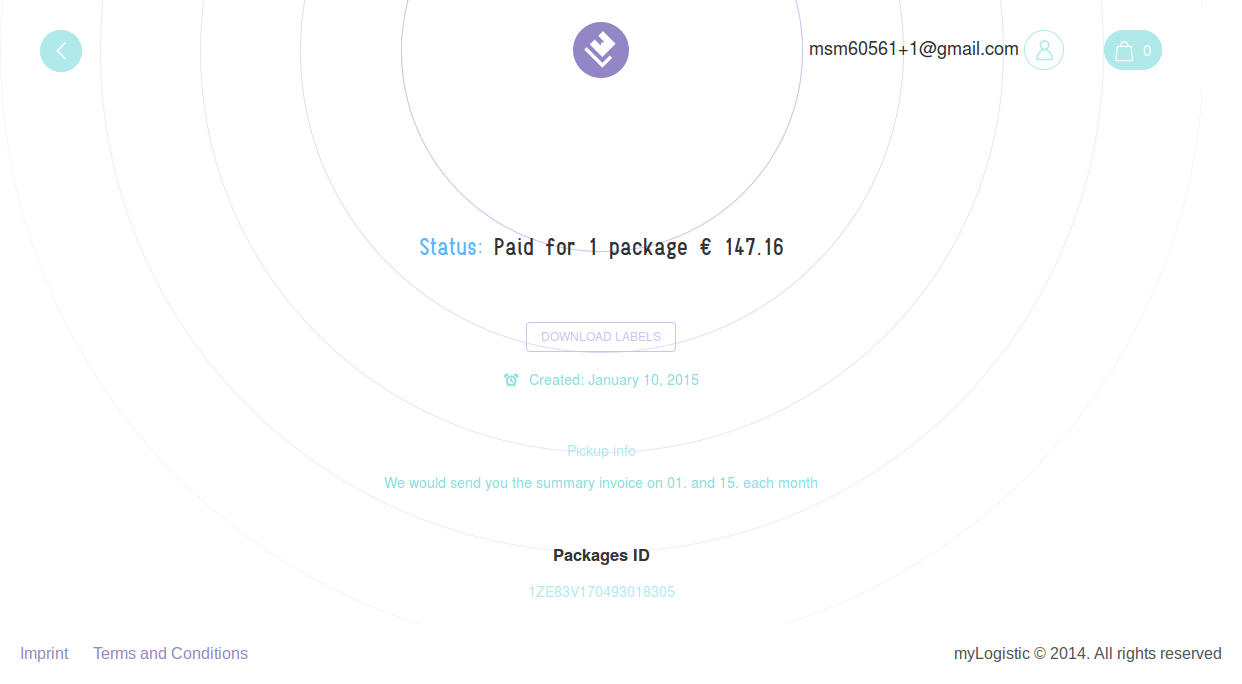 msm60561+1@gmail.com
0
Status: Paid for 1 package € 147.16
DOWNLOAD LABELS
Created: January 10, 2015
Pickup info
We would send you the summary invoice on 01. and 15. each month
Packages ID
1ZE83V170493018305
Imprint
Terms and Conditions
myLogistic © 2014. All rights reserved